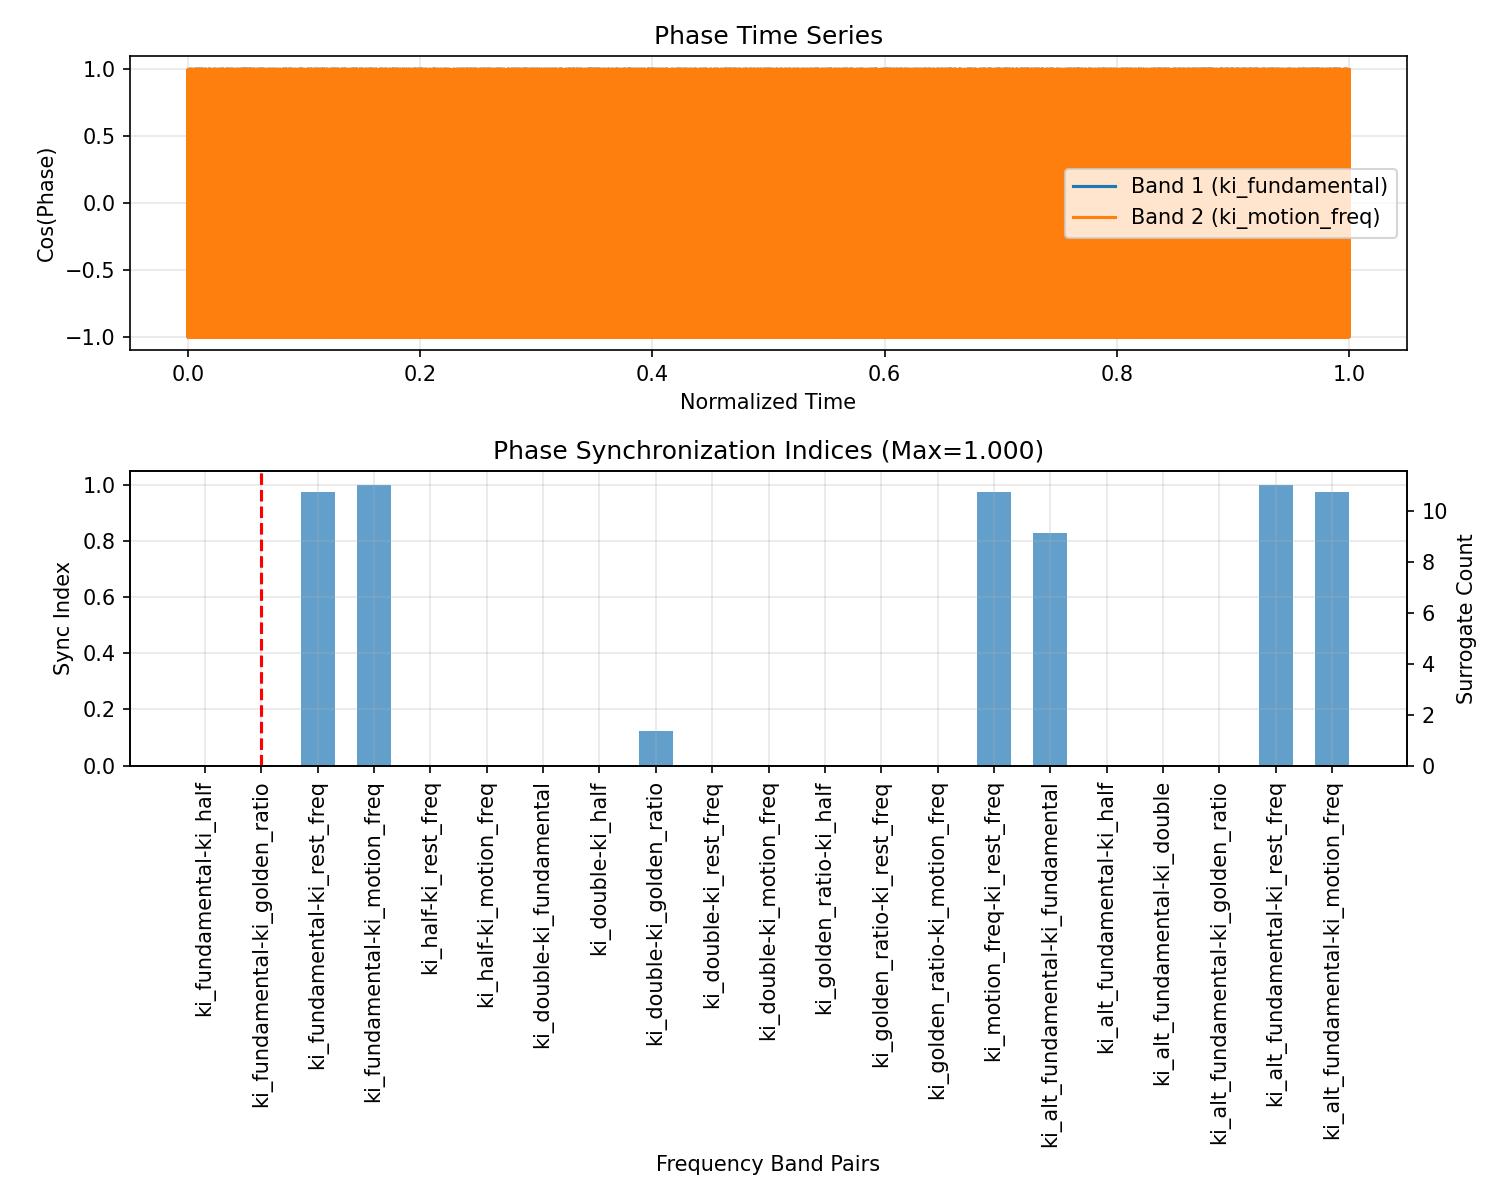 Phase Time Series
1.0
0.5
0.0
−0.5
−1.0
Cos(Phase)
Band 1 (ki_fundamental)
Band 2 (ki_motion_freq)
0.0 0.2 0.4 0.6 0.8 1.0
Normalized Time
Phase Synchronization Indices (Max=1.000)
1.0
0.8
0.6
0.4
0.2
0.0
Sync Index
10
8
6
4
2
0
Surrogate Count
ki_fundamental-ki_half
ki_fundamental-ki_golden_ratio
ki_fundamental-ki_rest_freq
ki_fundamental-ki_motion_freq
ki_half-ki_rest_freq
ki_half-ki_motion_freq
ki_double-ki_fundamental
ki_double-ki_half
ki_double-ki_golden_ratio
ki_double-ki_rest_freq
ki_double-ki_motion_freq
ki_golden_ratio-ki_half
ki_golden_ratio-ki_rest_freq
ki_golden_ratio-ki_motion_freq
ki_motion_freq-ki_rest_freq
ki_alt_fundamental-ki_fundamental
ki_alt_fundamental-ki_half
ki_alt_fundamental-ki_double
ki_alt_fundamental-ki_golden_ratio
ki_alt_fundamental-ki_rest_freq
ki_alt_fundamental-ki_motion_freq
Frequency Band Pairs